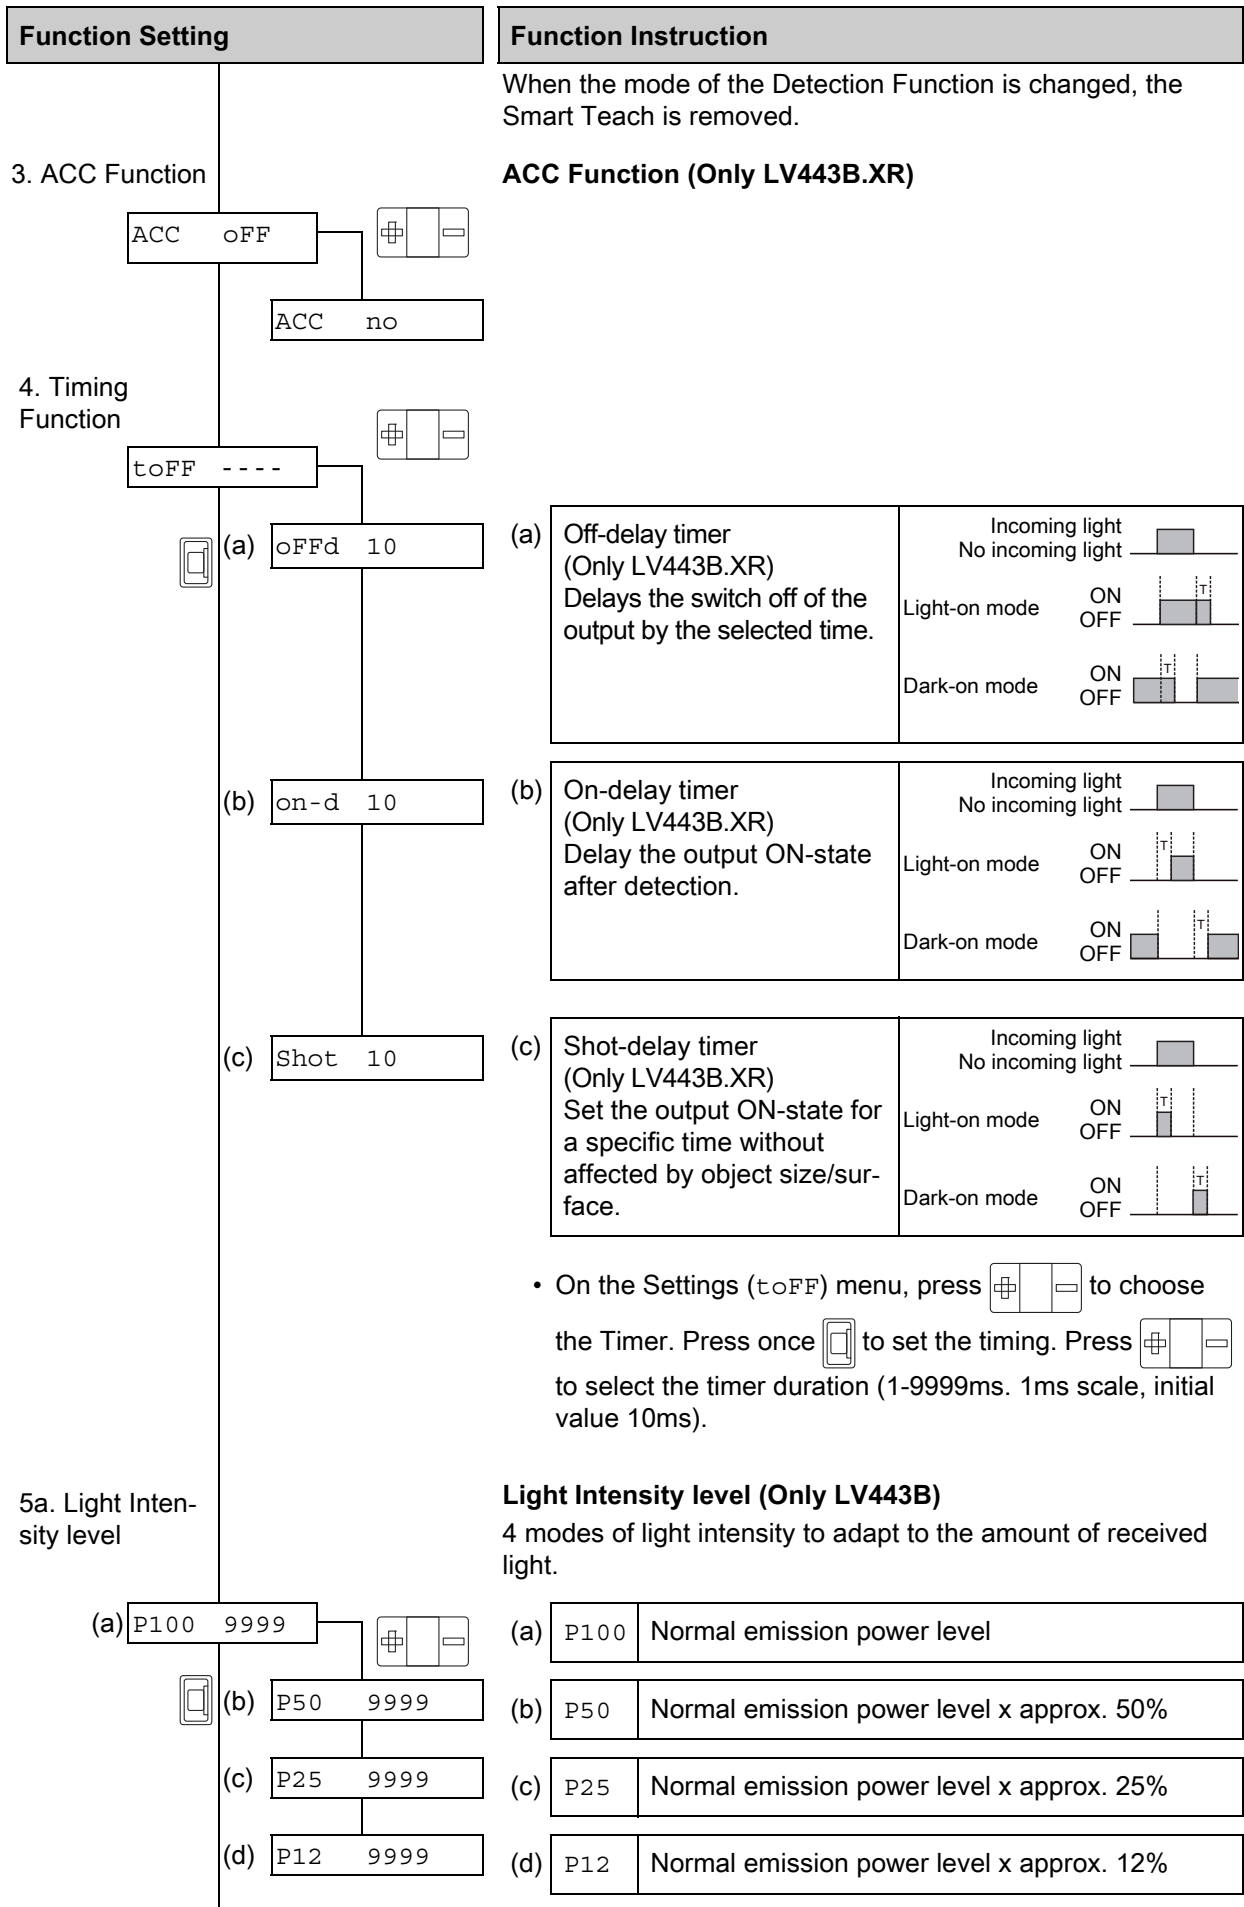 Function Setting
Function Instruction
When the mode of the Detection Function is changed, the
Smart Teach is removed.
3. ACC Function
ACC Function (Only LV443B.XR)
ACC oFF
ACC no
4. Timing
Function
toFF ----
(a) oFFd 10
(a) Off-delay timer
(Only LV443B.XR)
Delays the switch off of the
output by the selected time.
Incoming light
No incoming light
Light-on mode ON
OFF
T
Dark-on mode ON
OFF
T
(b) on-d 10
(b) On-delay timer
(Only LV443B.XR)
Delay the output ON-state
after detection.
Incoming light
No incoming light
Light-on mode ON
OFF
T
Dark-on mode ON
OFF
T
(c) Shot 10
(c) Shot-delay timer
(Only LV443B.XR)
Set the output ON-state for
a specific time without
affected by object size/sur-
face.
Incoming light
No incoming light
Light-on mode ON
OFF
T
Dark-on mode ON
OFF
T
• On the Settings (toFF) menu, press to choose
the Timer. Press once to set the timing. Press
to select the timer duration (1-9999ms. 1ms scale, initial
value 10ms).
5a. Light Inten-
sity level
Light Intensity level (Only LV443B)
4 modes of light intensity to adapt to the amount of received
light.
(a) P100 9999
(a) P100 Normal emission power level
(b) P50 9999
(b) P50 Normal emission power level x approx. 50%
(c) P25 9999
(c) P25 Normal emission power level x approx. 25%
(d) P12 9999
(d) P12 Normal emission power level x approx. 12%